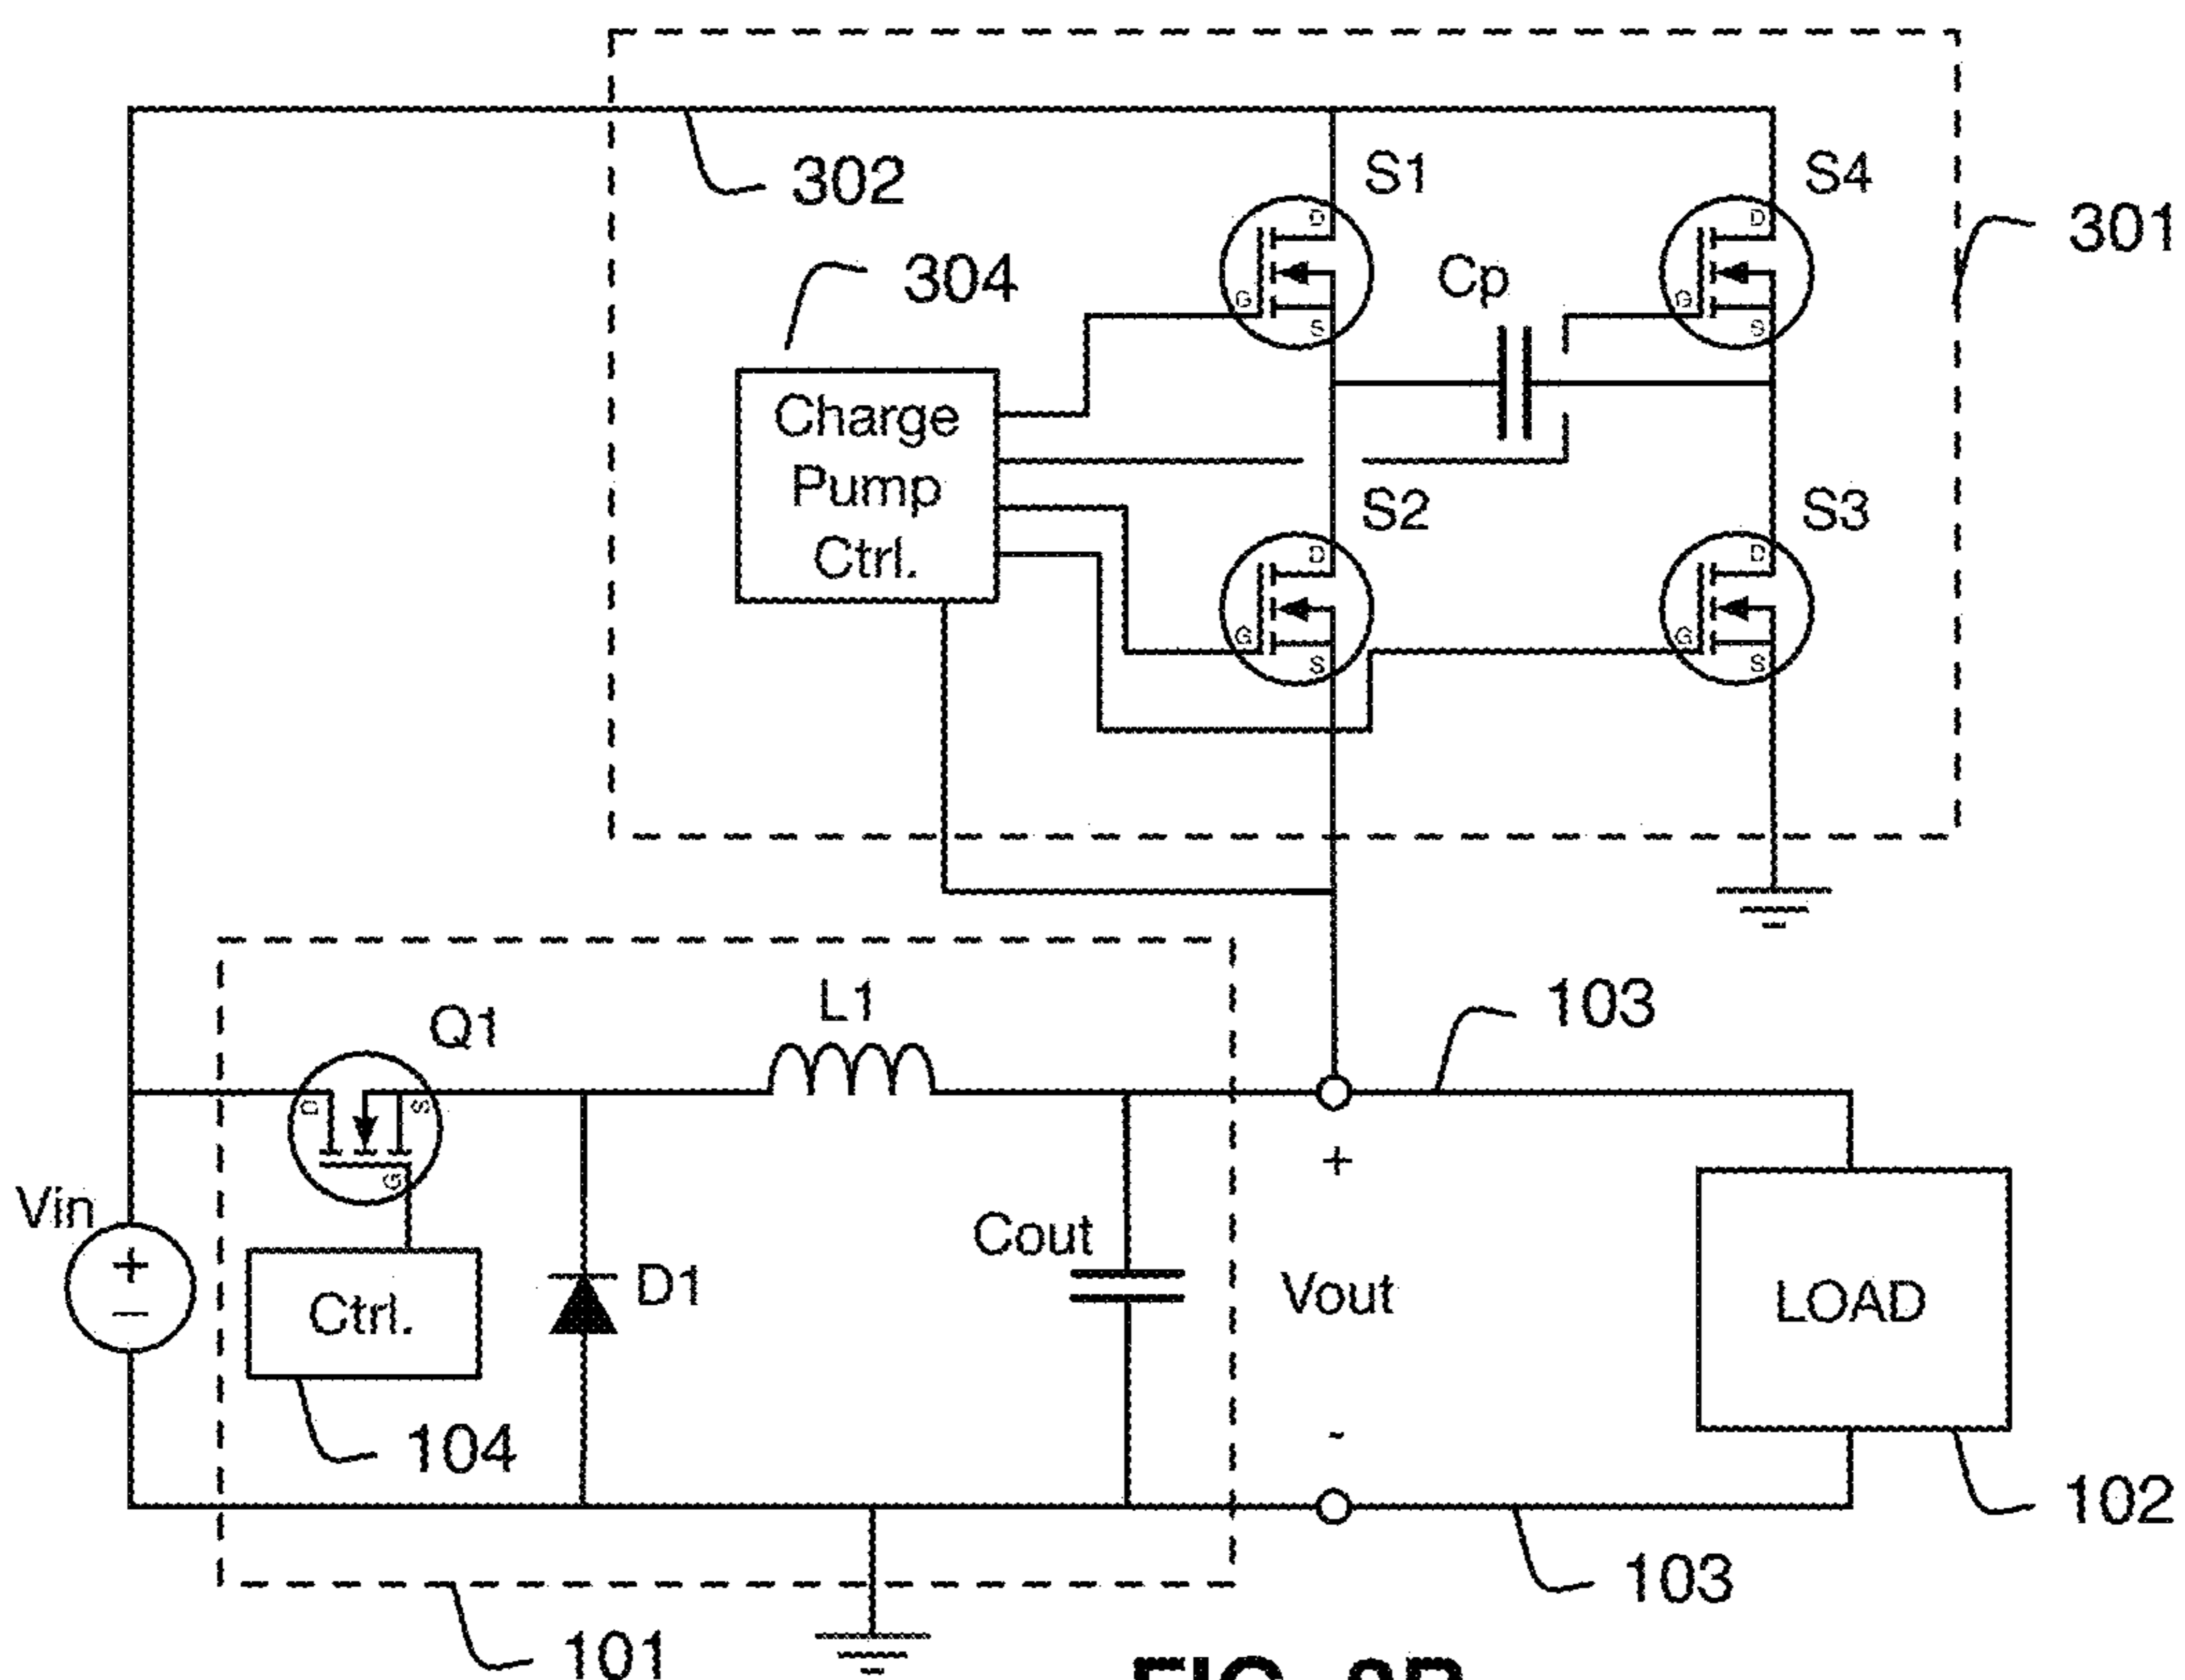 302
S1
S4
301
304
Cp
D
D
G
G
S
S
Charge
Pump
Ctrl.
S2
S3
D
D
G
G
S
S
103
L1
Q1
D
S
G
+
Vin
+
–
Ctrl.
D1
Cout
Vout
LOAD
104
-
102
103
101